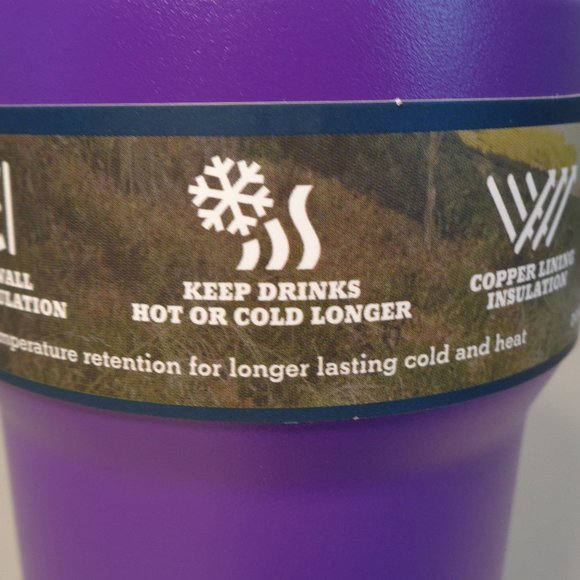 WALL
ULATION
KEEP DRINKS
HOT OR COLD LONGER
COPPER LINING
INSULATION
mperature retention for longer lasting cold and heat